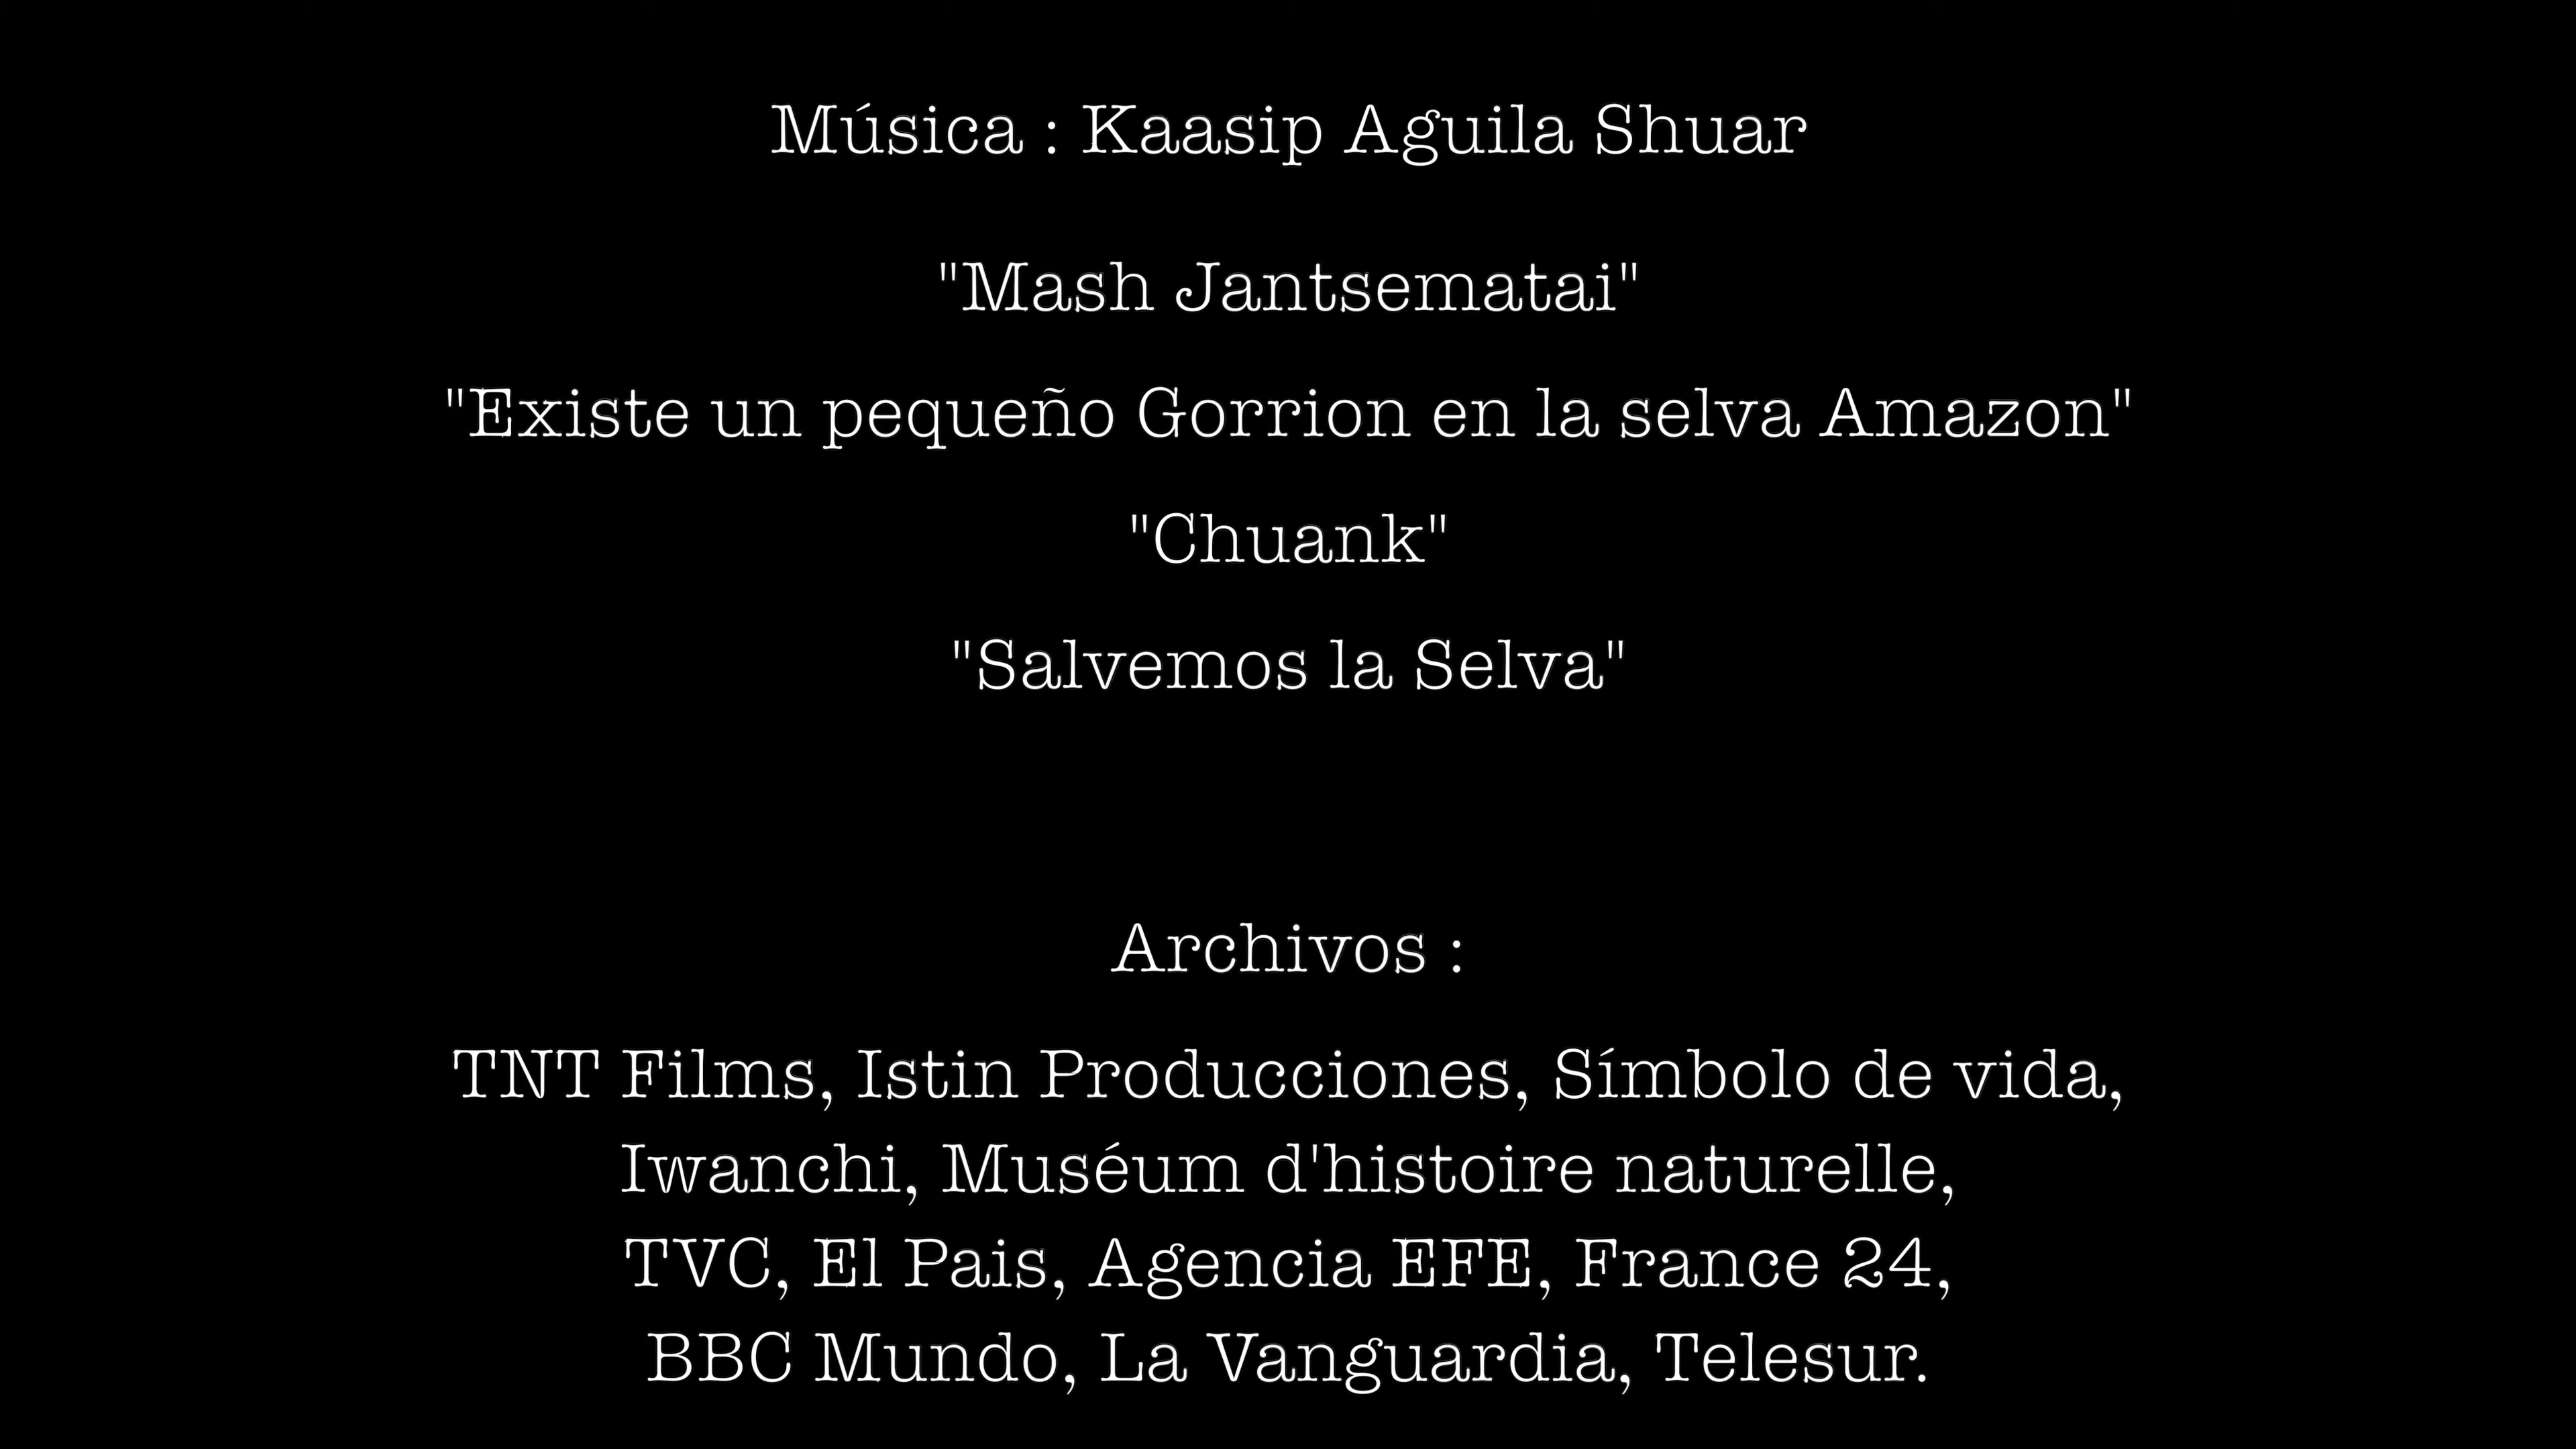 Música : Kaasip Aguila Shuar
"Mash Jantsematai"
"Existe un pequeño Gorrion en la selva Amazon"
"Chuank"
"Salvemos la Selva"
Archivos :
TNT Films, Istin Producciones, Símbolo de vida,
Iwanchi, Muséum d'histoire naturelle,
TVC, El Pais, Agencia EFE, France 24,
BBC Mundo, La Vanguardia, Telesur.